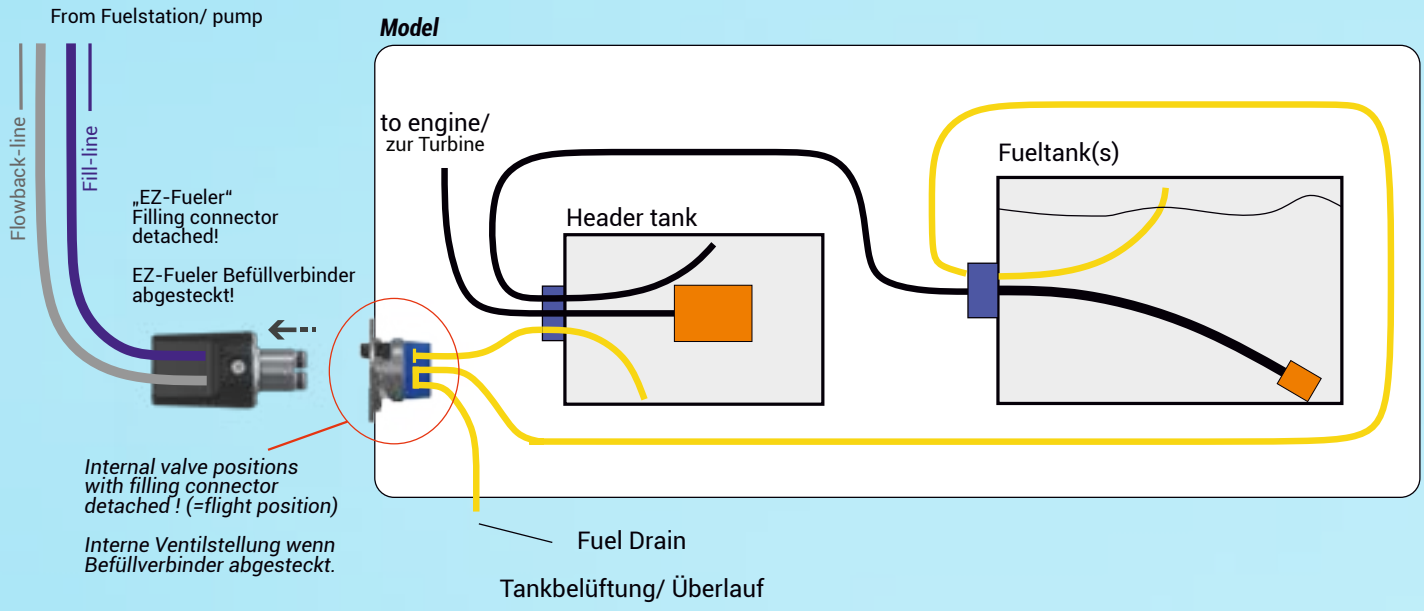 From Fuelstation/ pump
Model
Flowback-line
Fill-line
„EZ-Fueler“
Filling connector
detached!
EZ-Fueler Befüllverbinder
abgesteckt!
to engine/
zur Turbine
Header tank
Fueltank(s)
Internal valve positions
with filling connector
detached ! (=flight position)
Interne Ventilstellung wenn
Befüllverbinder abgesteckt.
Fuel Drain
Tankbelüftung/ Überlauf